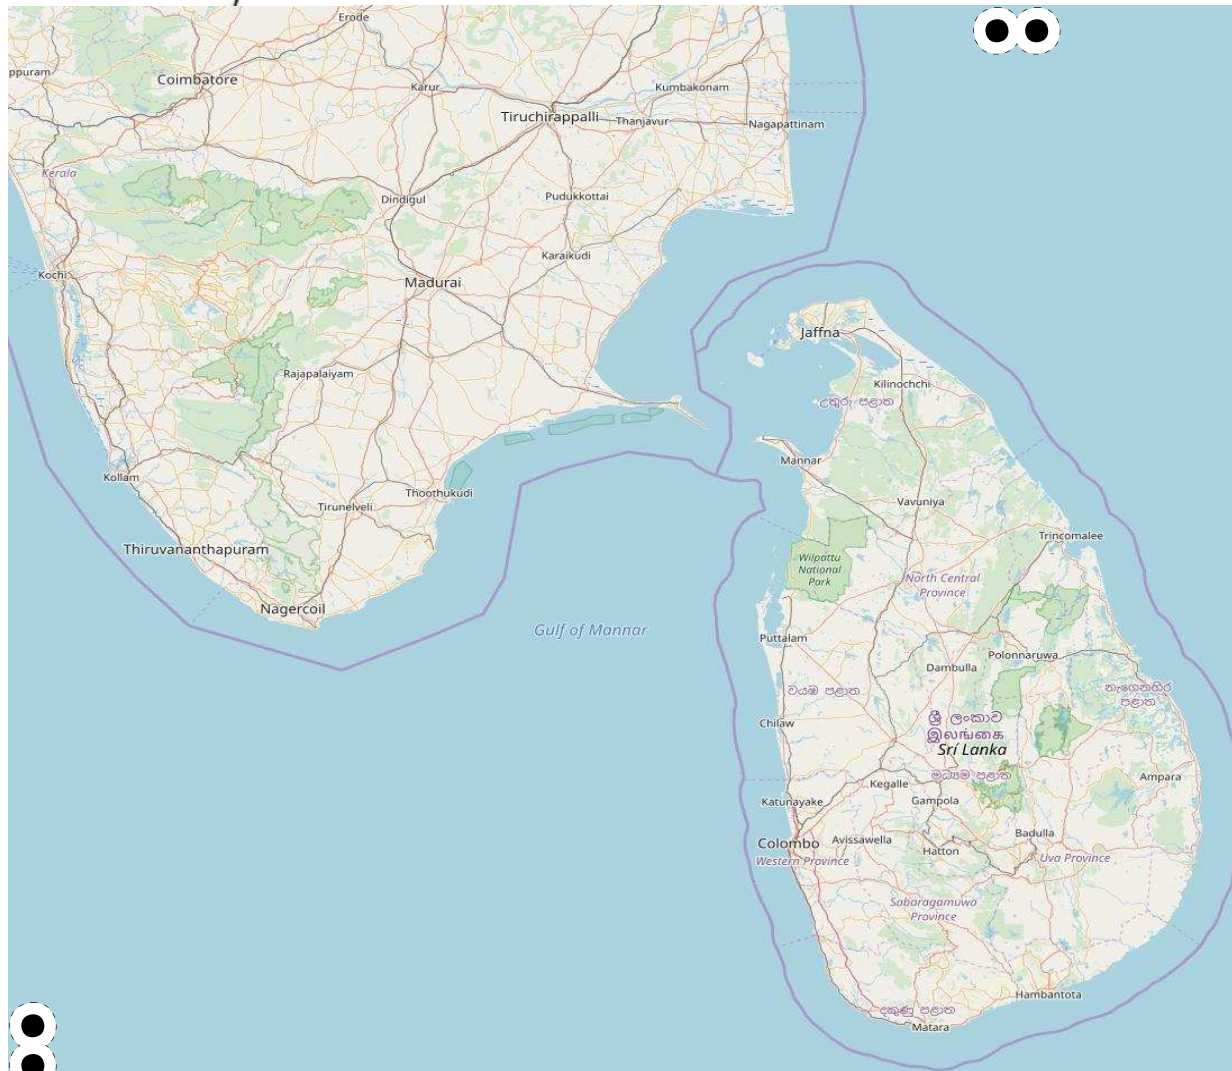 Erode
ppuram
Coimbatore
Karur
Kumbakonam
Tiruchirappalli
Thanjavur
Nagapattinam
Kerala
Dindigul
Pudukkottai
Karaikudi
Kochi
Madurai
Jaffna
Rajapalaiyam
Kilinochchi
උතුරු පළාත
Mannar
Kollam
Thoothukudi
Tirunelveli
Vavuniya
Trincomalee
Thiruvananthapuram
Wilpattu
National
Park
North Central
Province
Nagercoil
Gulf of Mannar
Puttalam
Polonnaruwa
Dambulla
වයඹ පළාත
නැගෙනහිර
පළාත
Chilaw
ශ්‍රී ලංකාව
இலங்கை
Sri Lanka
මධ්‍යම පළාත
Ampara
Kegalle
Katunayake
Gampola
Badulla
Colombo
Avissawella
Hatton
Western Province
Uva Province
Sabaragamuwa
Province
Hambantota
දකුණු පළාත
Matara